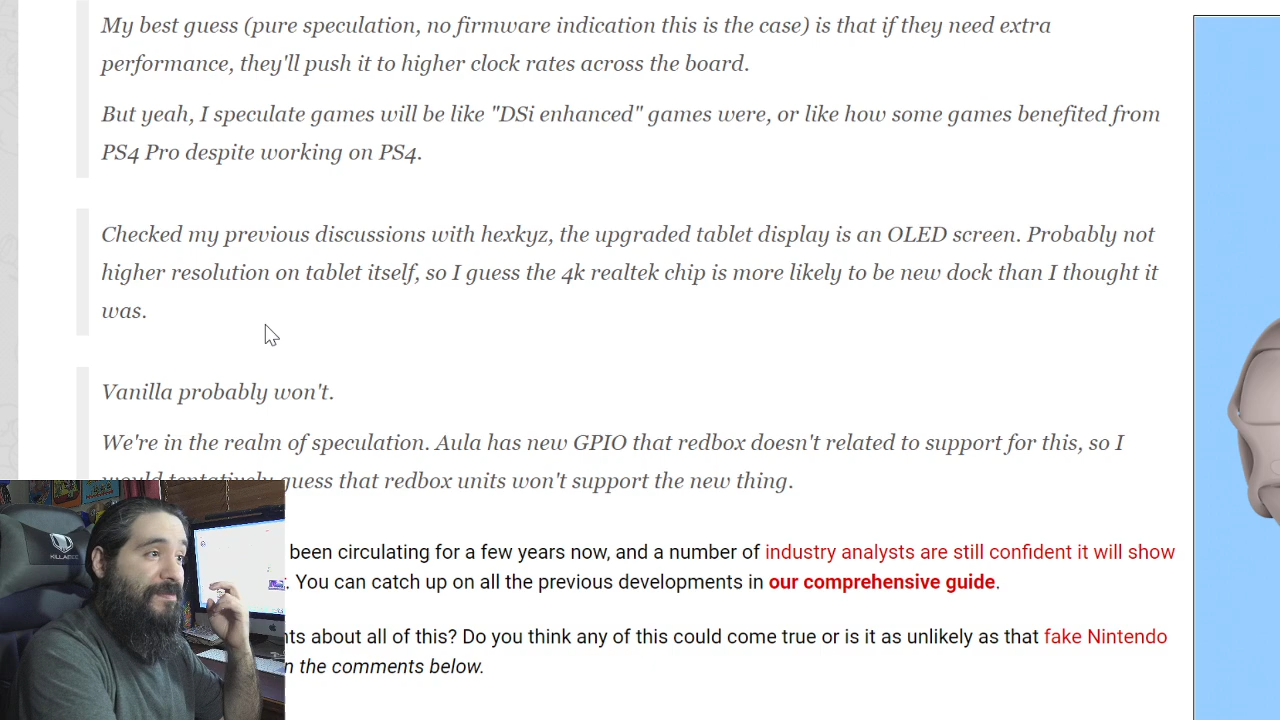 My best guess (pure speculation, no firmware indication this is the case) is that if they need extra
performance, they'll push it to higher clock rates across the board.
But yeah, I speculate games will be like "DSi enhanced" games were, or like how some games benefited from
PS4 Pro despite working on PS4.
Checked my previous discussions with hexkyz, the upgraded tablet display is an OLED screen. Probably not
higher resolution on tablet itself, so I guess the 4k realtek chip is more likely to be new dock than I thought it
was.
Vanilla probably won't.
We're in the realm of speculation. Aula has new GPIO that redbox doesn't related to support for this, so I
would tentatively guess that redbox units won't support the new thing.
been circulating for a few years now, and a number of industry analysts are still confident it will show
. You can catch up on all the previous developments in our comprehensive guide.
about all of this? Do you think any of this could come true or is it as unlikely as that fake Nintendo
the comments below.